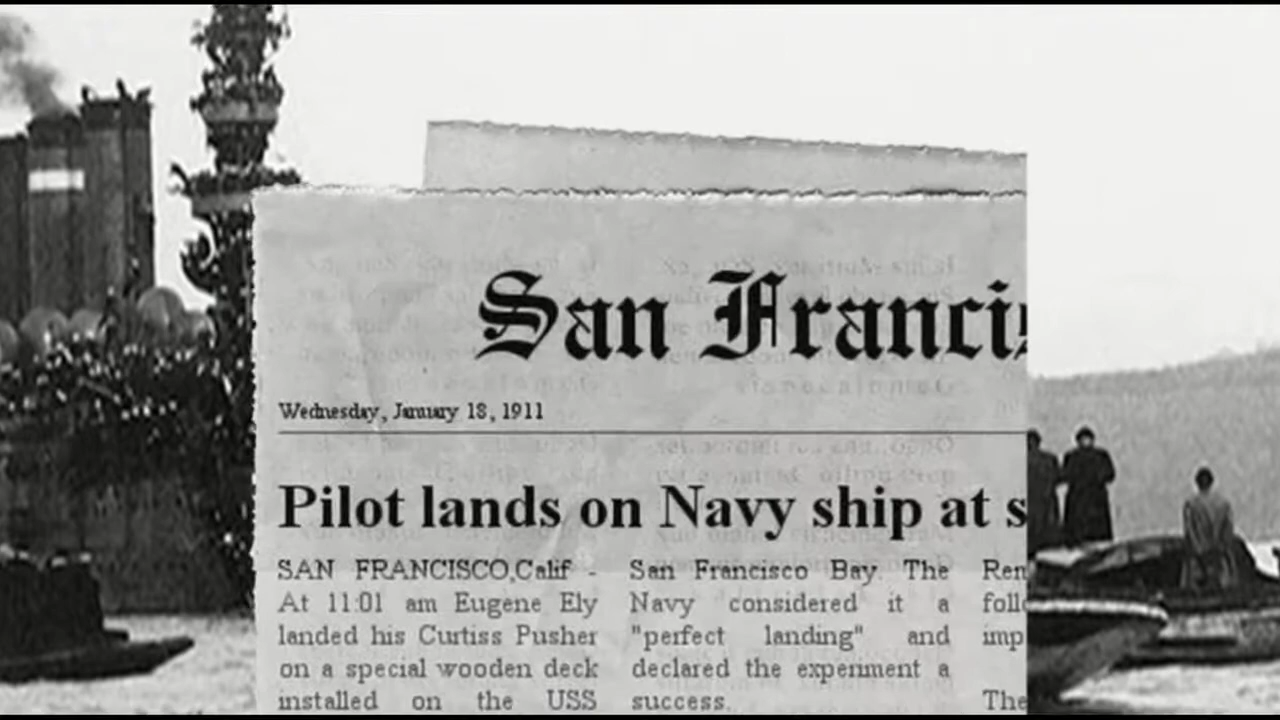 San Franci
Wednesday, January 18, 1911
Pilot lands on Navy ship at s
SAN FRANCISCO,Calif -
At 11:01 am Eugene Ely
landed his Curtiss Pusher
on a special wooden deck
installed on the USS
San Francisco Bay. The
Navy considered it a
"perfect landing" and
declared the experiment a
success.
Ren
follo
imp
The